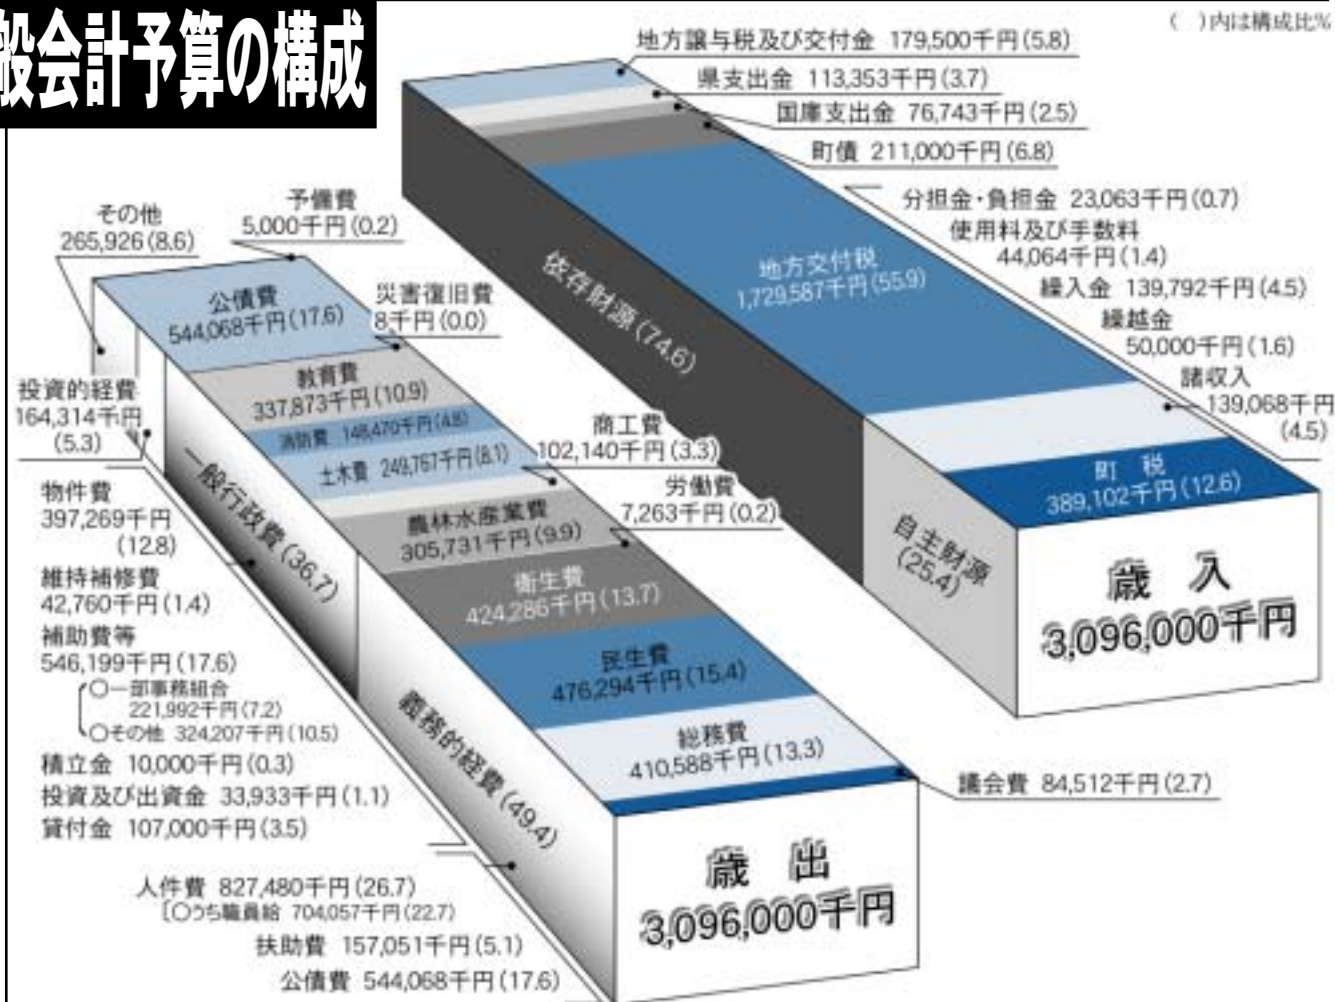 般会計予算の構成
( )内は構成比%
地方譲与税及び交付金 179,500千円(5.8)
県支出金 113,353千円(3.7)
国庫支出金 76,743千円(2.5)
町債 211,000千円(6.8)
分担金・負担金 23,063千円(0.7)
使用料及び手数料
44,064千円(1.4)
繰入金 139,792千円(4.5)
繰越金
50,000千円(1.6)
諸収入
139,068千円
(4.5)
地方交付税
1,729,587千円(55.9)
町 税
389,102千円(12.6)
依存財源(74.6)
自主財源
(25.4)
歳 入
3,096,000千円
その他
265,926(8.6)
予備費
5,000千円(0.2)
公債費
544,068千円(17.6)
災害復旧費
8千円(0.0)
教育費
337,873千円(10.9)
消防費 148,470千円(4.8)
土木費 249,767千円(8.1)
商工費
102,140千円(3.3)
労働費
7,263千円(0.2)
農林水産業費
305,731千円(9.9)
衛生費
424,286千円(13.7)
民生費
476,294千円(15.4)
総務費
410,588千円(13.3)
議会費 84,512千円(2.7)
投資的経費
164,314千円
(5.3)
一般行政費(36.7)
物件費
397,269千円
(12.8)
維持補修費
42,760千円(1.4)
補助費等
546,199千円(17.6)
○一部事務組合
221,992千円(7.2)
○その他 324,207千円(10.5)
積立金 10,000千円(0.3)
投資及び出資金 33,933千円(1.1)
貸付金 107,000千円(3.5)
義務的経費(49.4)
人件費 827,480千円(26.7)
[○うち職員給 704,057千円(22.7)
扶助費 157,051千円(5.1)
公債費 544,068千円(17.6)
歳 出
3,096,000千円